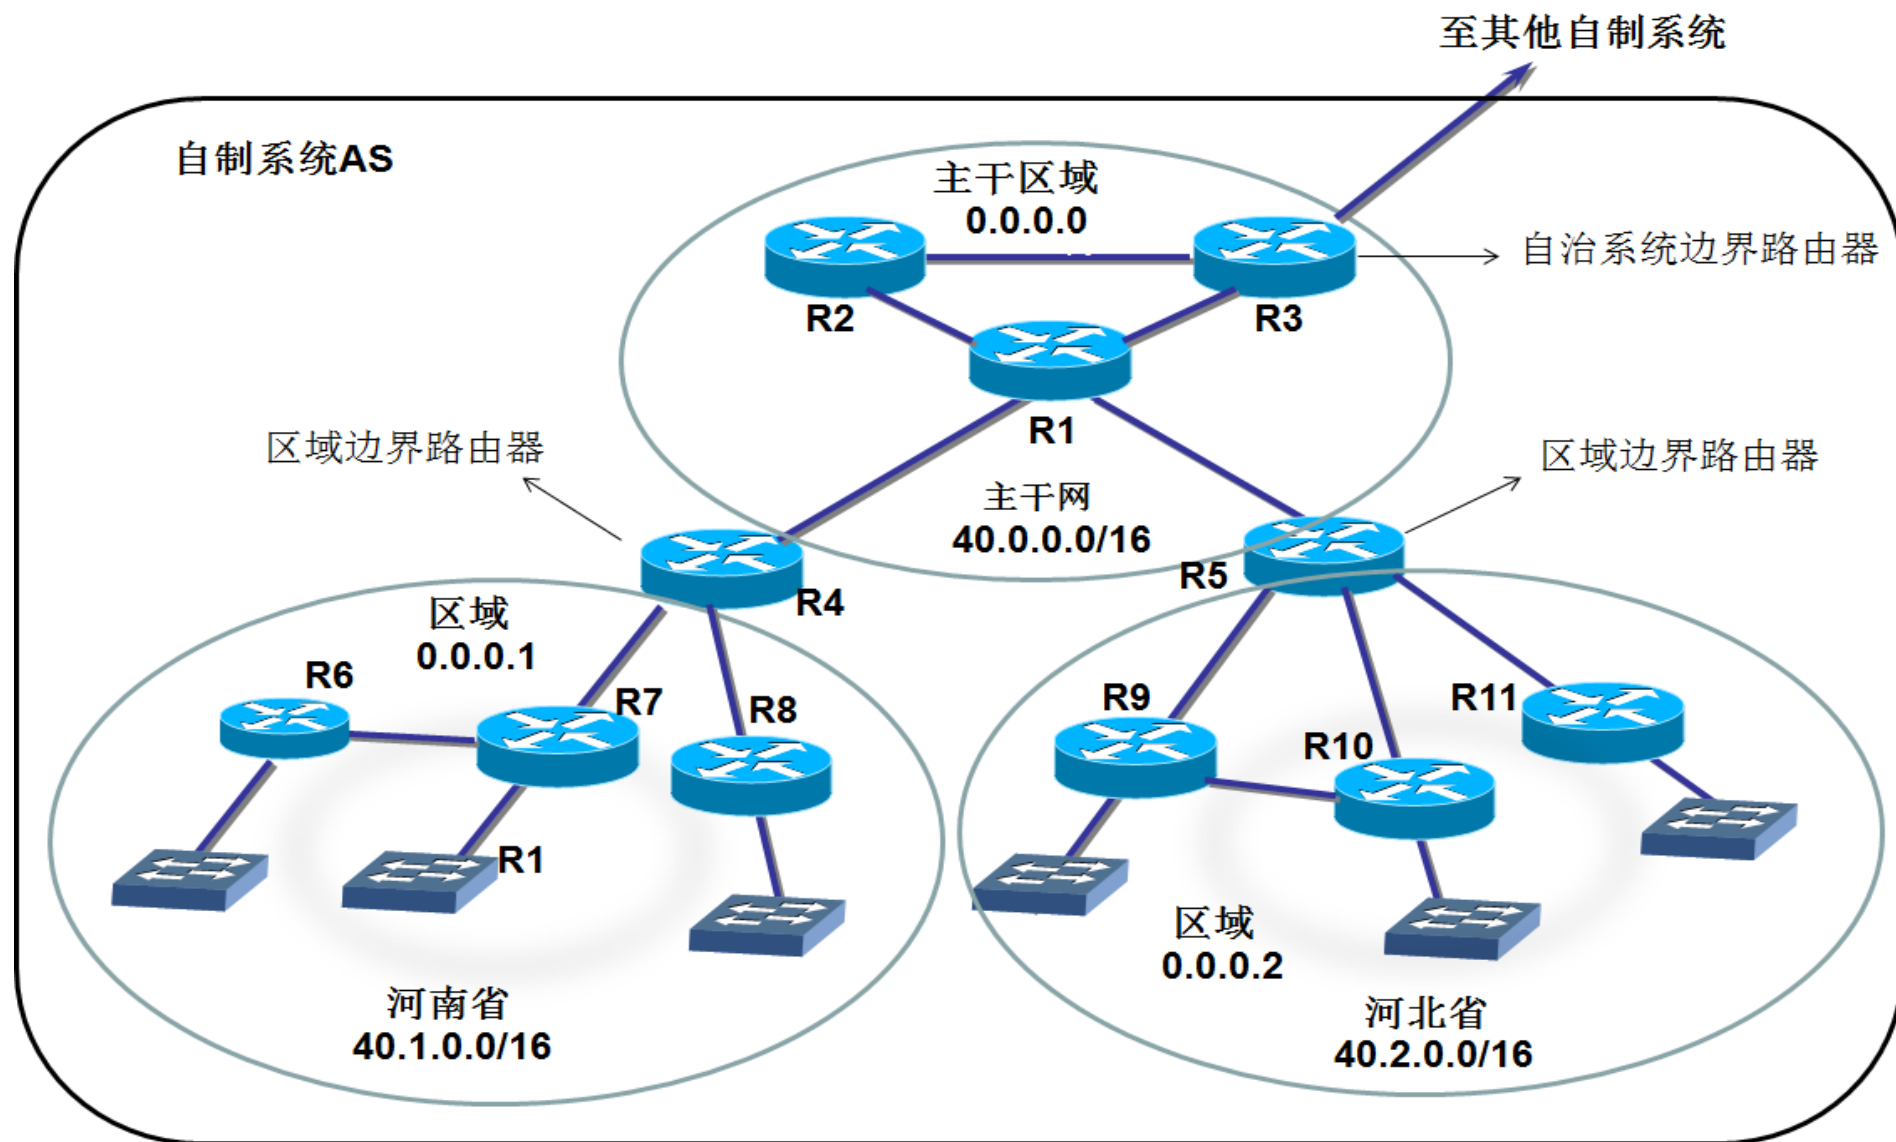 至其他自制系统
自制系统AS
主干区域
0.0.0.0
自治系统边界路由器
R2
R3
R1
区域边界路由器
区域边界路由器
主干网
40.0.0.0/16
R4
R5
区域
0.0.0.1
R6
R7
R8
R9
R10
R11
R1
区域
0.0.0.2
河南省
40.1.0.0/16
河北省
40.2.0.0/16